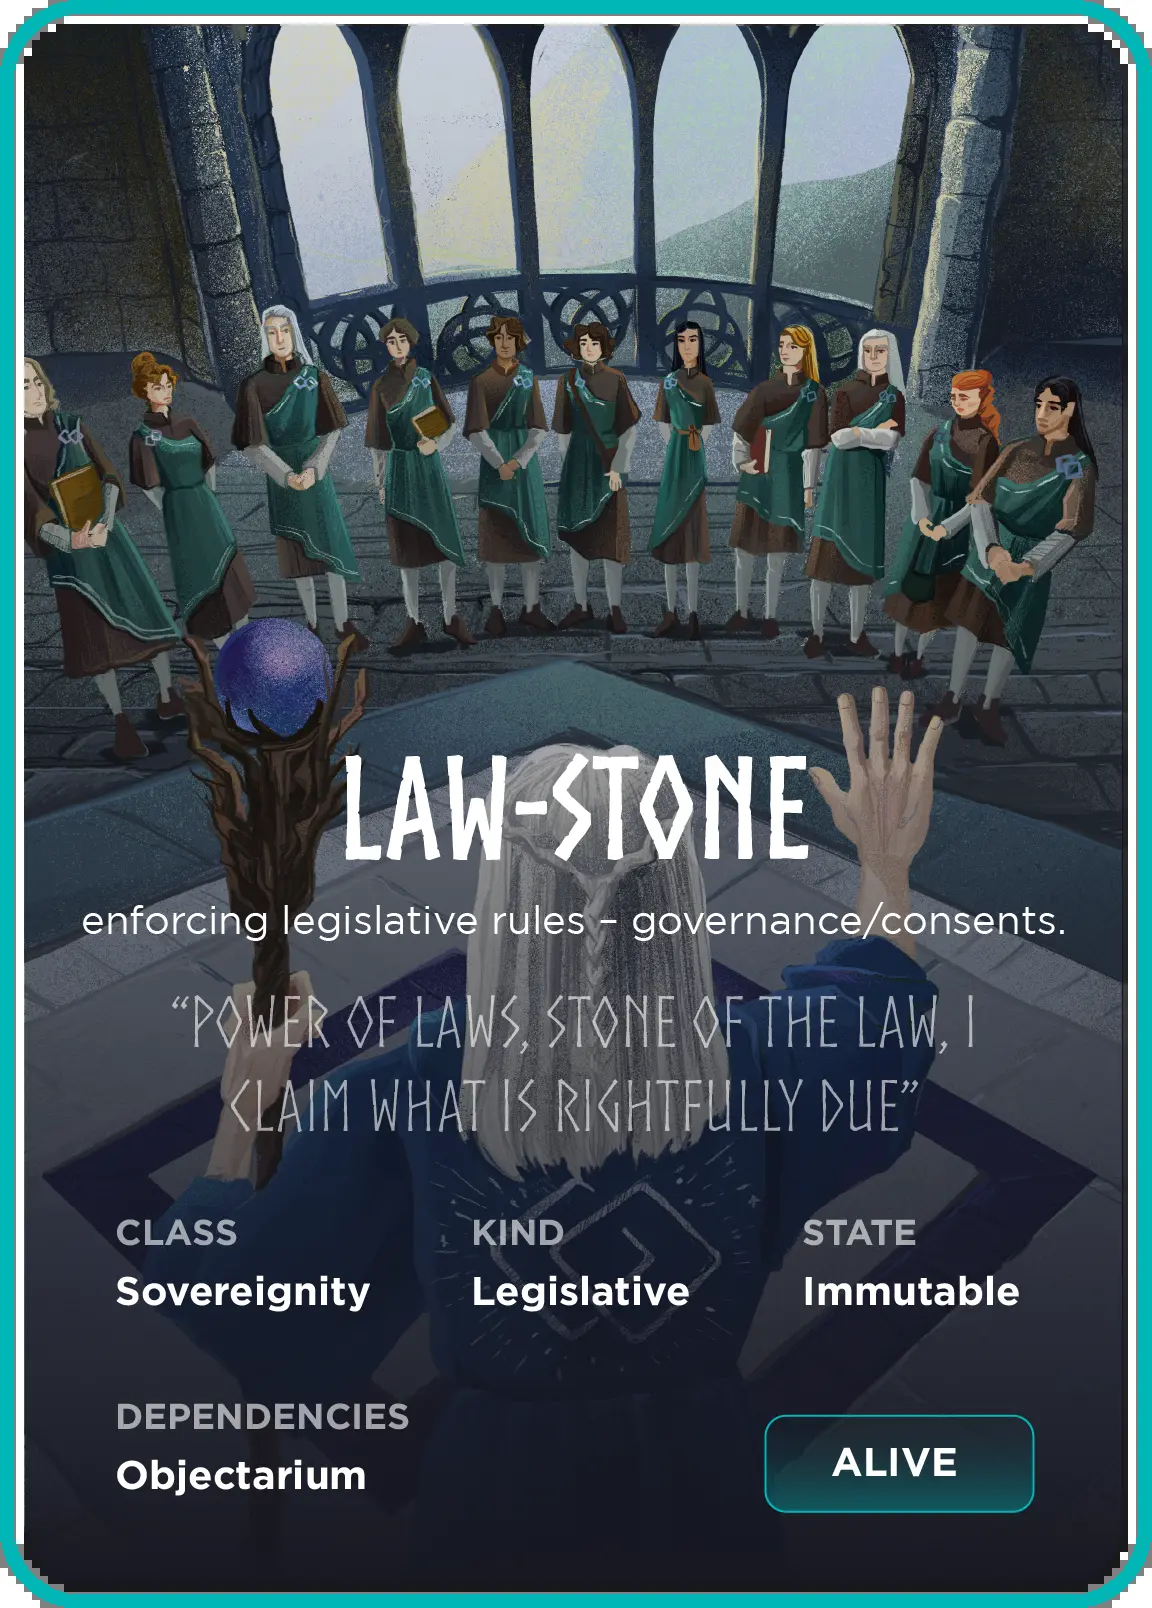 LAW-STONE
enforcing legislative rules – governance/consents.
“POWER OF LAWS, STONE OF THE LAW, I
CLAIM WHAT IS RIGHTFULLY DUE”
CLASS
Sovereignty
KIND
Legislative
STATE
Immutable
DEPENDENCIES
Objectarium
ALIVE